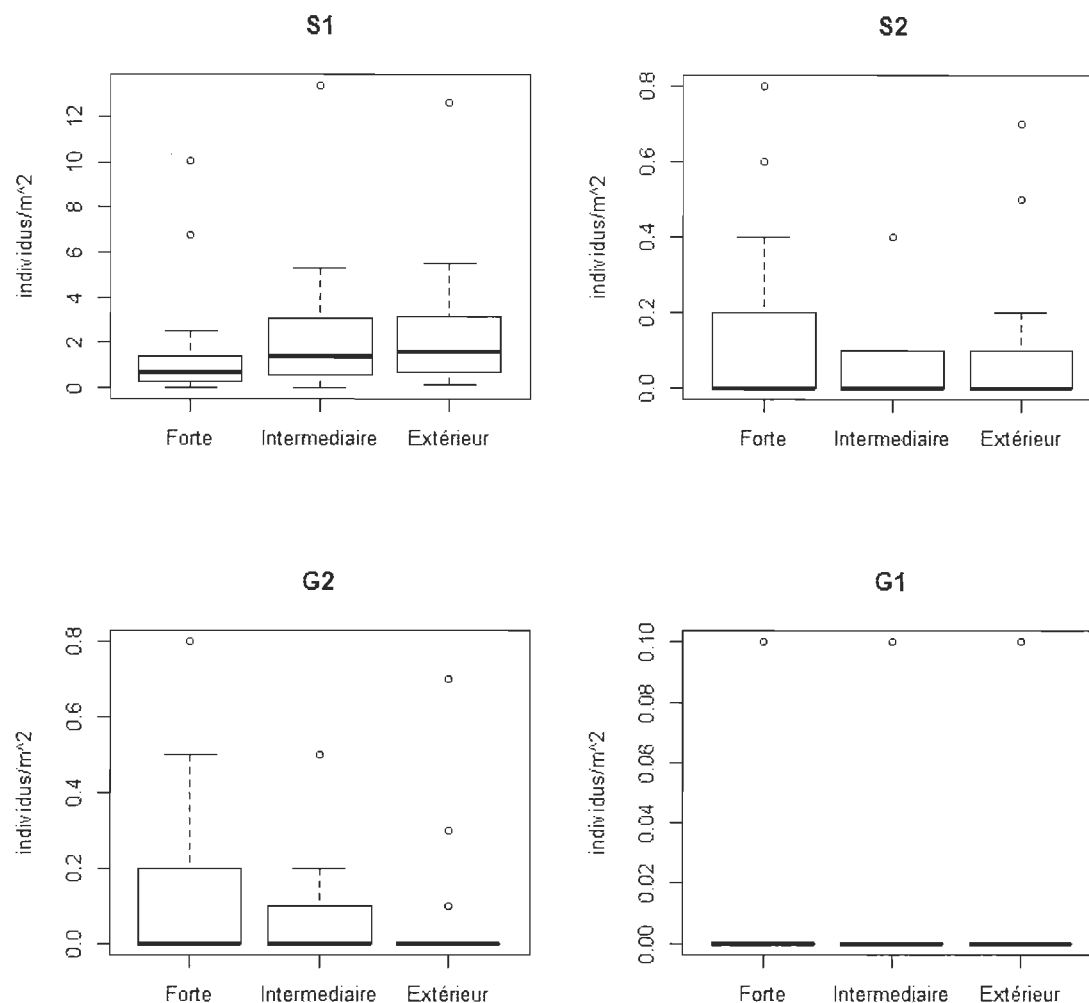 S1
individus/m^2
0
2
4
6
8
10
12
Forte Intermediaire Extérieur
S2
individus/m^2
0.0
0.2
0.4
0.6
0.8
Forte Intermediaire Extérieur
G2
individus/m^2
0.0
0.2
0.4
0.6
0.8
Forte Intermediaire Extérieur
G1
individus/m^2
0.00
0.02
0.04
0.06
0.08
0.10
Forte Intermediaire Extérieur